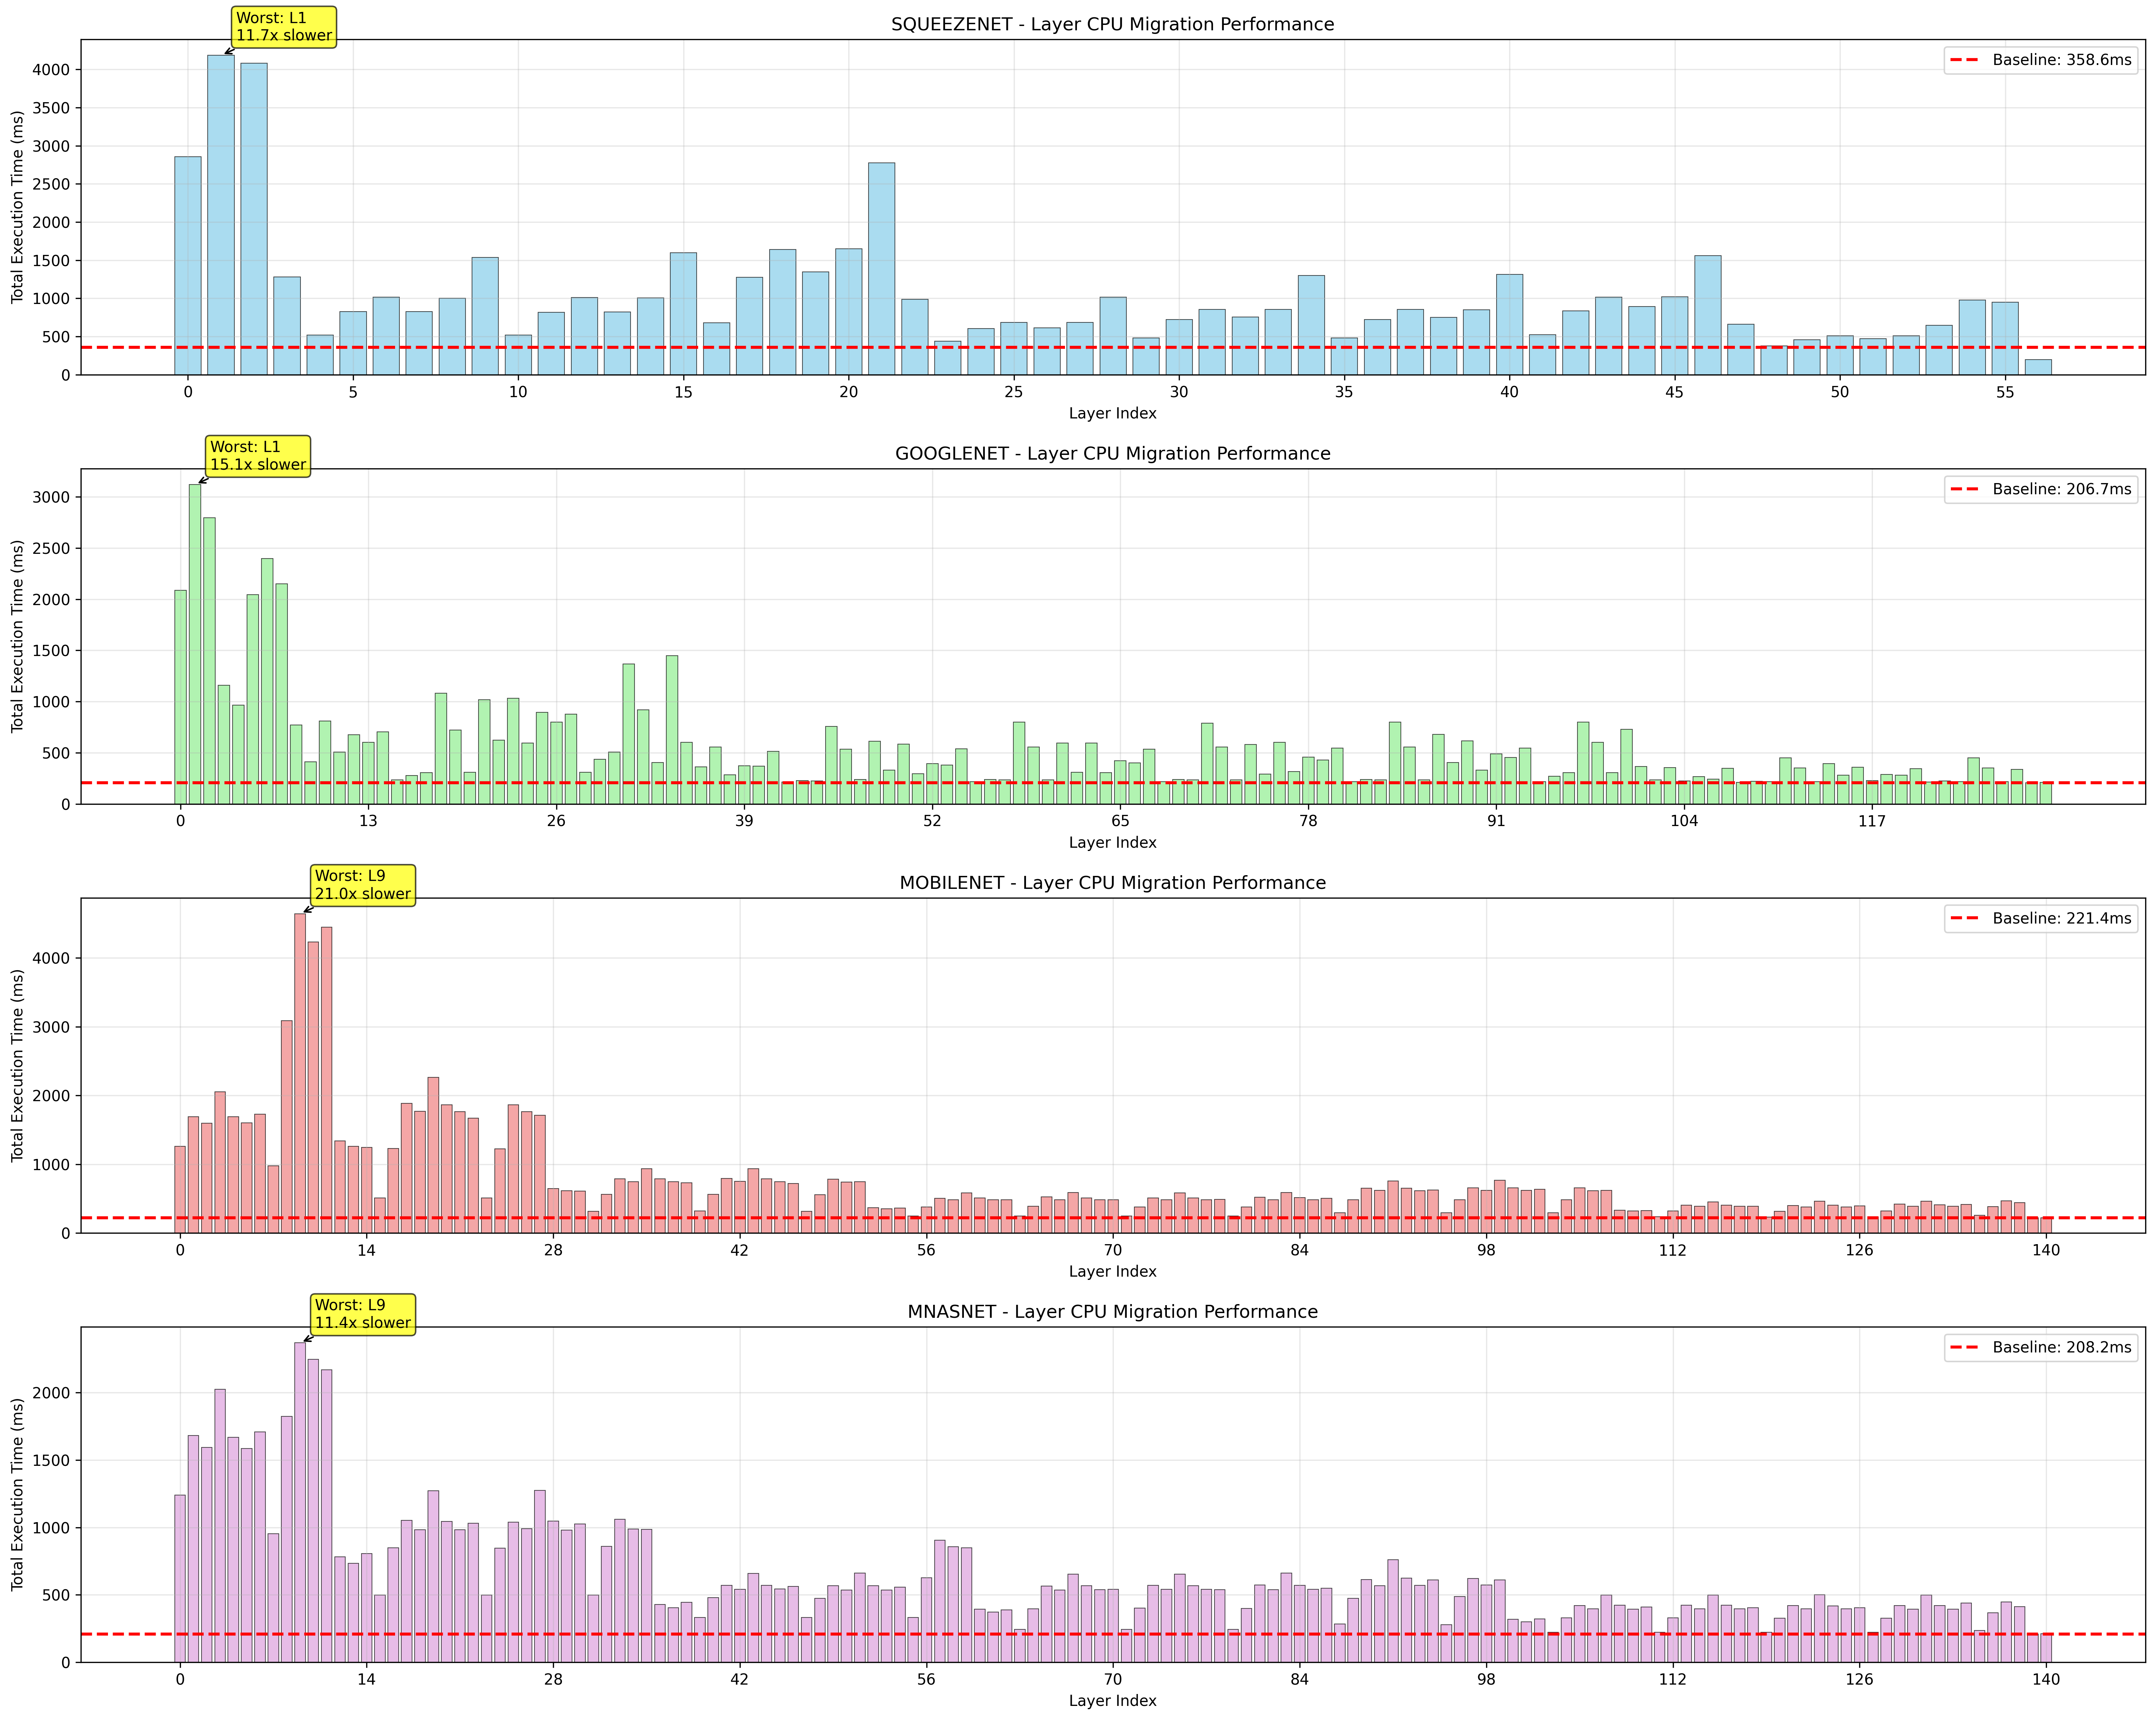 Worst: L1
11.7x slower
SQUEEZENET - Layer CPU Migration Performance
Baseline: 358.6ms
Total Execution Time (ms)
4000
3500
3000
2500
2000
1500
1000
500
0
0 5 10 15 20 25 30 35 40 45 50 55
Layer Index
Worst: L1
15.1x slower
GOOGLENET - Layer CPU Migration Performance
Baseline: 206.7ms
Total Execution Time (ms)
3000
2500
2000
1500
1000
500
0
0 13 26 39 52 65 78 91 104 117
Layer Index
Worst: L9
21.0x slower
MOBILENET - Layer CPU Migration Performance
Baseline: 221.4ms
Total Execution Time (ms)
4000
3000
2000
1000
0
0 14 28 42 56 70 84 98 112 126 140
Layer Index
Worst: L9
11.4x slower
MNASNET - Layer CPU Migration Performance
Baseline: 208.2ms
Total Execution Time (ms)
2000
1500
1000
500
0
0 14 28 42 56 70 84 98 112 126 140
Layer Index